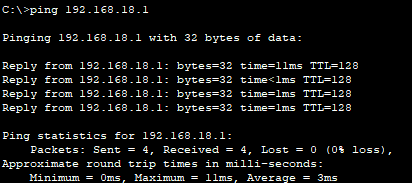 C:\>ping 192.168.18.1
Pinging 192.168.18.1 with 32 bytes of data:
Reply from 192.168.18.1: bytes=32 time=11ms TTL=128
Reply from 192.168.18.1: bytes=32 time<1ms TTL=128
Reply from 192.168.18.1: bytes=32 time=1ms TTL=128
Reply from 192.168.18.1: bytes=32 time=1ms TTL=128
Ping statistics for 192.168.18.1:
    Packets: Sent = 4, Received = 4, Lost = 0 (0% loss),
Approximate round trip times in milli-seconds:
    Minimum = 0ms, Maximum = 11ms, Average = 3ms